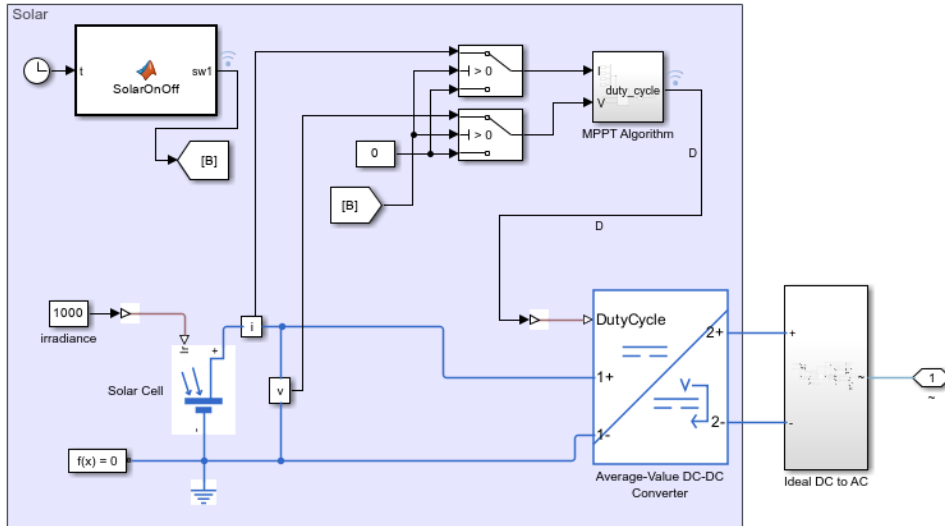 Solar
t
SolarOnOff
sw1
[B]
> 0
> 0
0
[B]
I
V
duty_cycle
MPPT Algorithm
D
D
1000
irradiance
Ir
+
-
Solar Cell
i
v
f(x) = 0
DutyCycle
1+
1-
2+
2-
V
Average-Value DC-DC
Converter
+
-
~
Ideal DC to AC
1
~